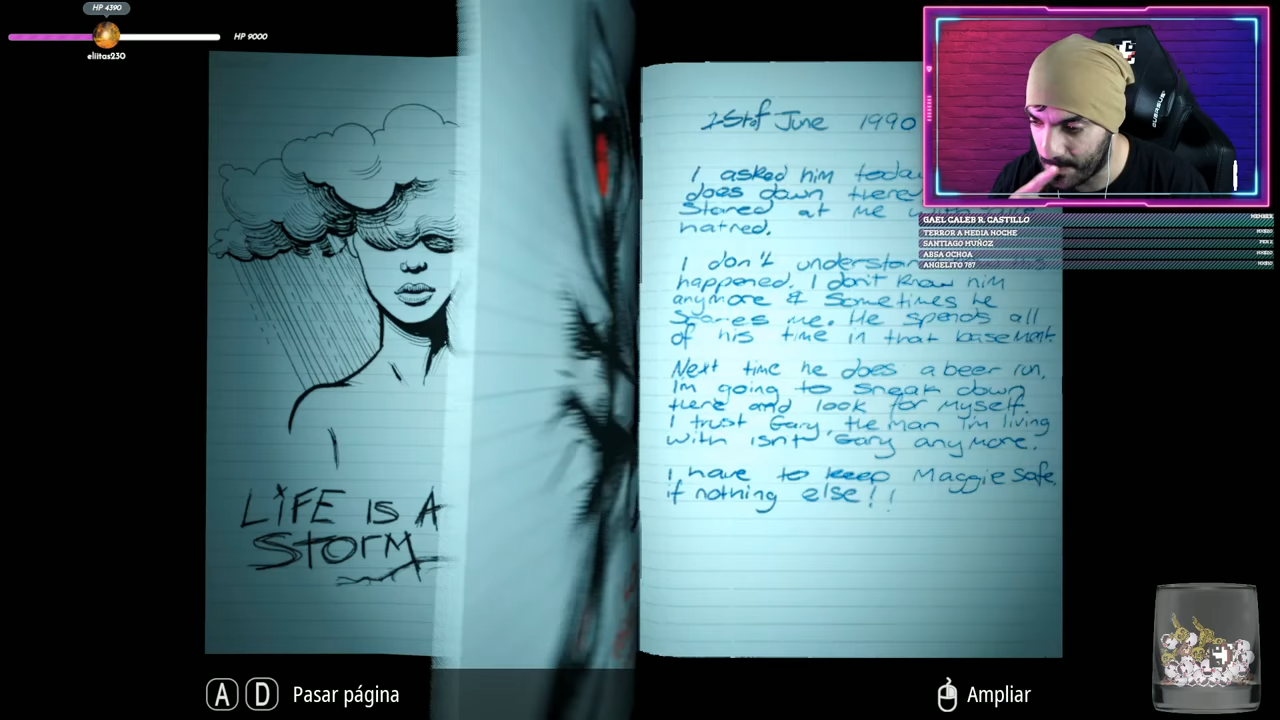 HP 4390
HP 9000
eliitas230
LiFE iS A
STorM
1st of June 1990
I asked him
does down there
Stared at me
hatred.
I don't
happened. I don't know him
anymore & Sometimes he
Scares me. He spends all
of his time in that basement.
Next time he does a beer run,
I'm going to sneak down
there and look for myself.
I trust Gary, the man I'm living
with isn't Gary anymore.
I have to keep Maggie safe,
if nothing else!!
GAEL CALEB R. CASTILLO
MEMBER
TERROR A MEDIA NOCHE
SANTIAGO MUÑOZ
ABSA OCHOA
ANGELITO 787
A D Pasar página
Ampliar